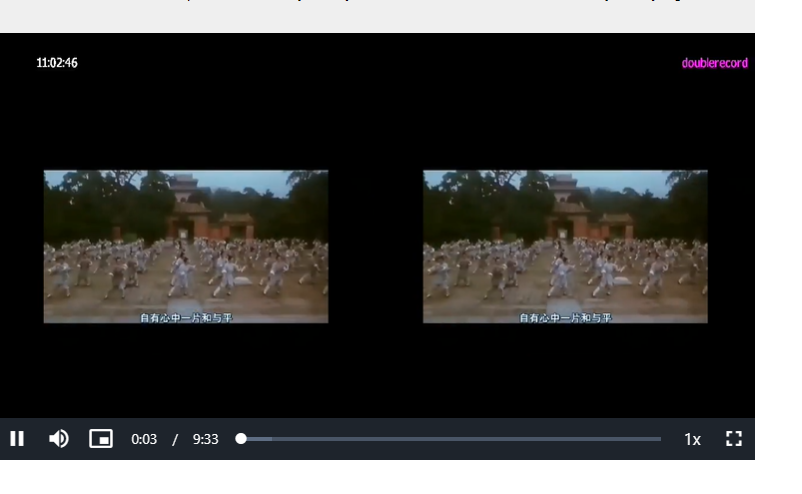 11:02:46
doublerecord
自有心中一片和与平
自有心中一片和与平
0:03 / 9:33
1x